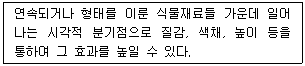 연속되거나 형태를 이룬 식물재료들 가운데 일어
나는 시각적 분기점으로 질감, 색채, 높이 등을
통하여 그 효과를 높일 수 있다.